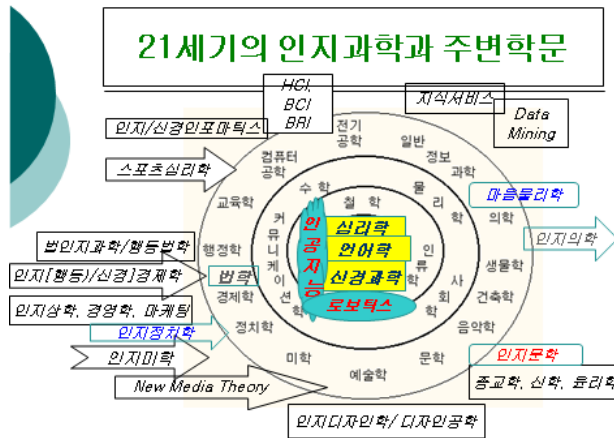 21세기의 인지과학과 주변학문
HCI,
BCI
BRI
지식서비스
Data
Mining
인지/신경인포마틱스
전기
공학
일반
정보
과학
컴퓨터
공학
스포츠심리학
수 학
철 학
물
리
학
마음물리학
교육학
의학
커
뮤
니
케
이
션
학
인
공
지
능
심리학
언어학
신경과학
로보틱스
인
류
학
사
회
학
인지의학
법인지과학/행동법학
행정학
생물학
인지[행동]/신경]경제학
법학
경제학
건축학
인지상학, 경영학, 마케팅
인지정치학
정치학
음악학
인지미학
미학
문학
인지문학
예술학
New Media Theory
종교학, 신학, 윤리학
인지디자인학/ 디자인공학